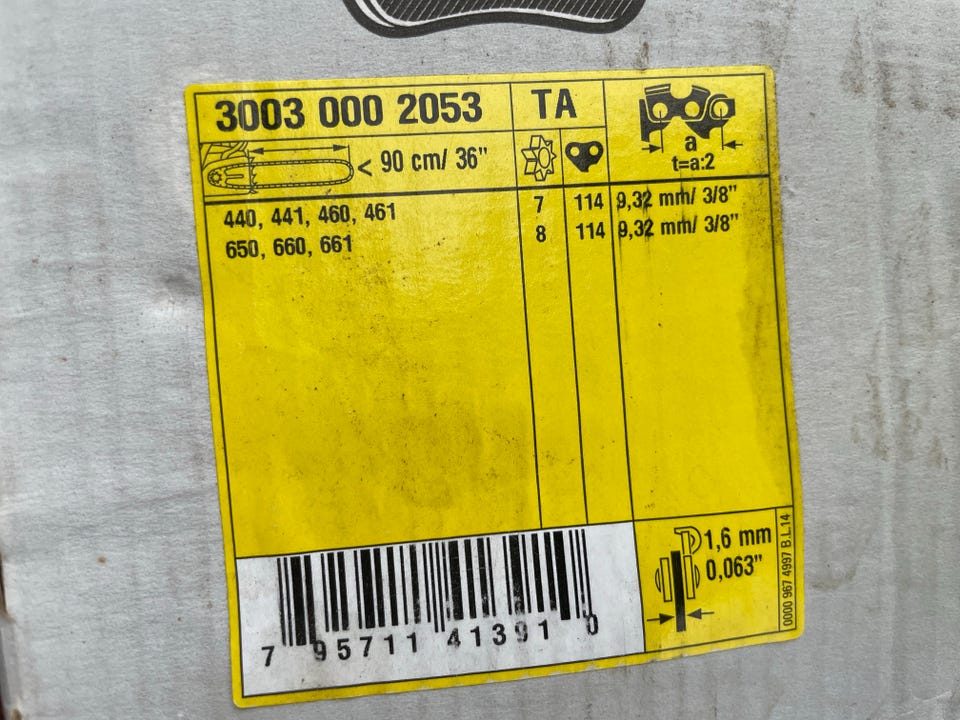 3003 000 2053
TA
a
t=a:2
< 90 cm/ 36"
440, 441, 460, 461 7 114 9,32 mm/ 3/8"
650, 660, 661 8 114 9,32 mm/ 3/8"
1,6 mm
0,063"
0000 967 4997 B.L.14
7 95711 41391 0